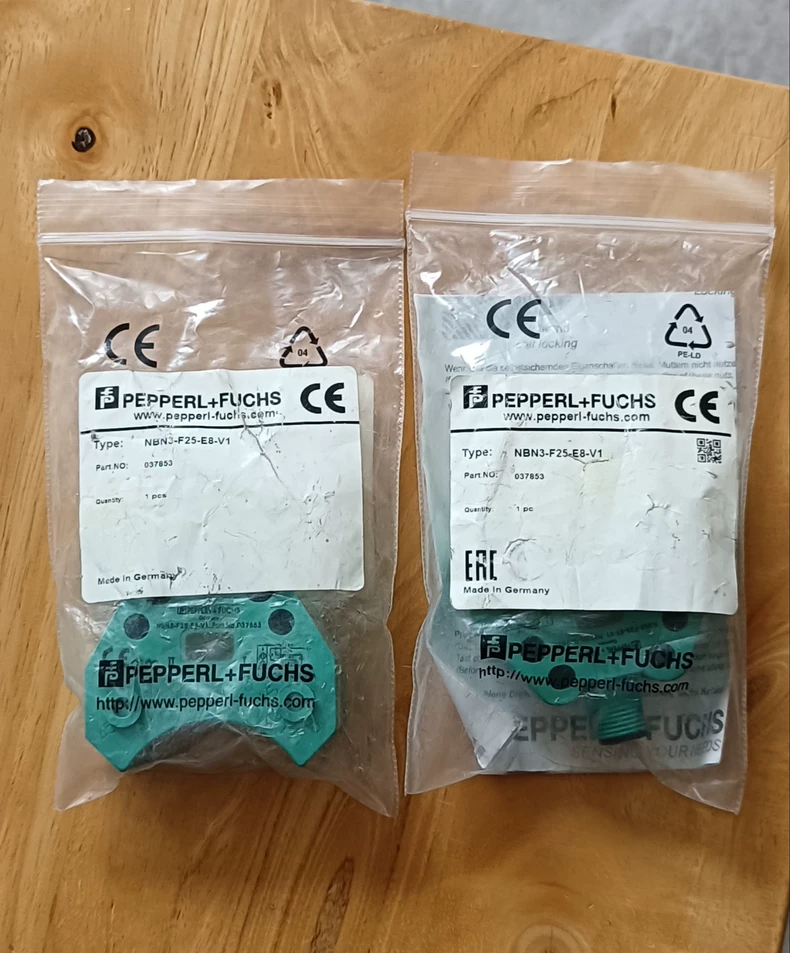 CE
04
PEPPERL+FUCHS CE
www.pepperl-fuchs.com
Type: NBN3-F25-E8-V1
Part.NO: 037853
Quantity: 1 pcs
Made in Germany
PEPPERL+FUCHS
http://www.pepperl-fuchs.com
CE
04
PE-LD
locking
PEPPERL+FUCHS CE
www.pepperl-fuchs.com
Type: NBN3-F25-E8-V1
Part.NO: 037853
Quantity: 1 pc
EAC
Made in Germany
PEPPERL+FUCHS
http://www.pepperl-fuchs.com
EPPERL+FUCHS
SENSING YOUR NEEDS